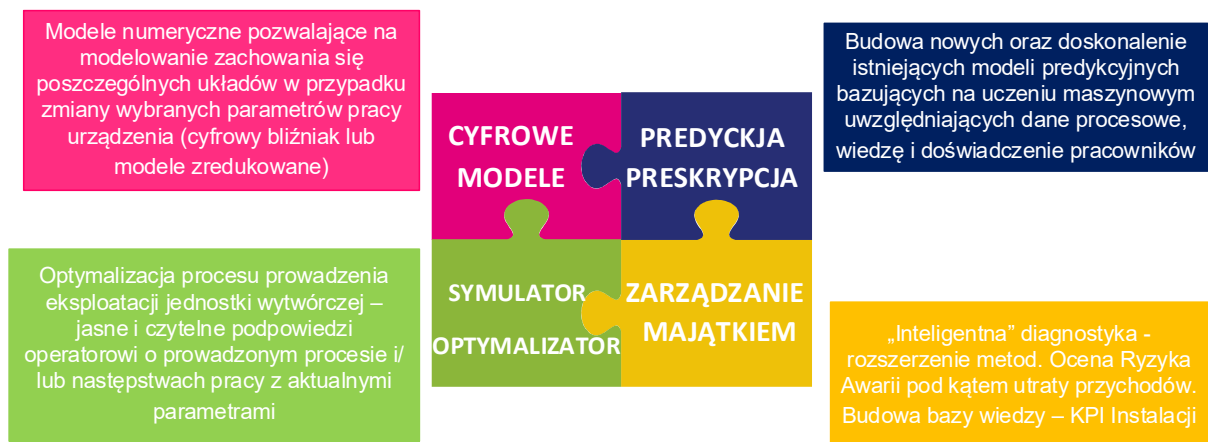 Modele numeryczne pozwalające na
modelowanie zachowania się
poszczególnych układów w przypadku
zmiany wybranych parametrów pracy
urządzenia (cyfrowy bliźniak lub
modele zredukowane)
CYFROWE
MODELE
PREDYCKJA
PRESKRYPCJA
Budowa nowych oraz doskonalenie
istniejących modeli predykcyjnych
bazujących na uczeniu maszynowym
uwzględniających dane procesowe,
wiedzę i doświadczenie pracowników
Optymalizacja procesu prowadzenia
eksploatacji jednostki wytwórczej –
jasne i czytelne podpowiedzi
operatorowi o prowadzonym procesie i/
lub następstwach pracy z aktualnymi
parametrami
SYMULATOR
OPTYMALIZATOR
ZARZĄDZANIE
MAJĄTKIEM
„Inteligentna” diagnostyka -
rozszerzenie metod. Ocena Ryzyka
Awarii pod kątem utraty przychodów.
Budowa bazy wiedzy – KPI Instalacji